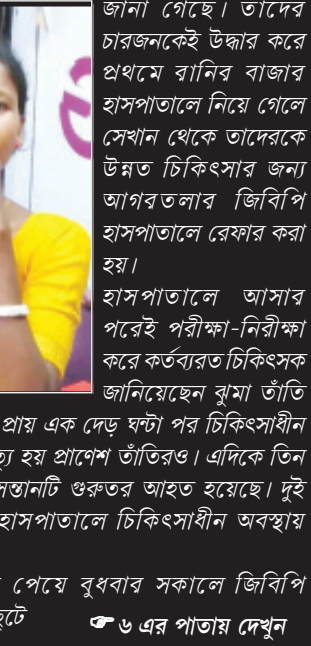 জানা গেছে। তাদের
চারজনকেই উদ্ধার করে
প্রথমে রানির বাজার
হাসপাতালে নিয়ে গেলে
সেখান থেকে তাদেরকে
উন্নত চিকিৎসার জন্য
আগরতলার জিবিপি
হাসপাতালে রেফার করা
হয়।
হাসপাতালে আসার
পরেই পরীক্ষা-নিরীক্ষা
করে কর্তব্যরত চিকিৎসক
জানিয়েছেন ঝুমা তাঁতি
প্রায় এক দেড় ঘন্টা পর চিকিৎসাধীন
হয় প্রাণেশ তাঁতিরও। এদিকে তিন
সন্তানটি গুরুতর আহত হয়েছে। দুই
হাসপাতালে চিকিৎসাধীন অবস্থায়
পেয়ে বুধবার সকালে জিবিপি
৬ এর পাতায় দেখুন